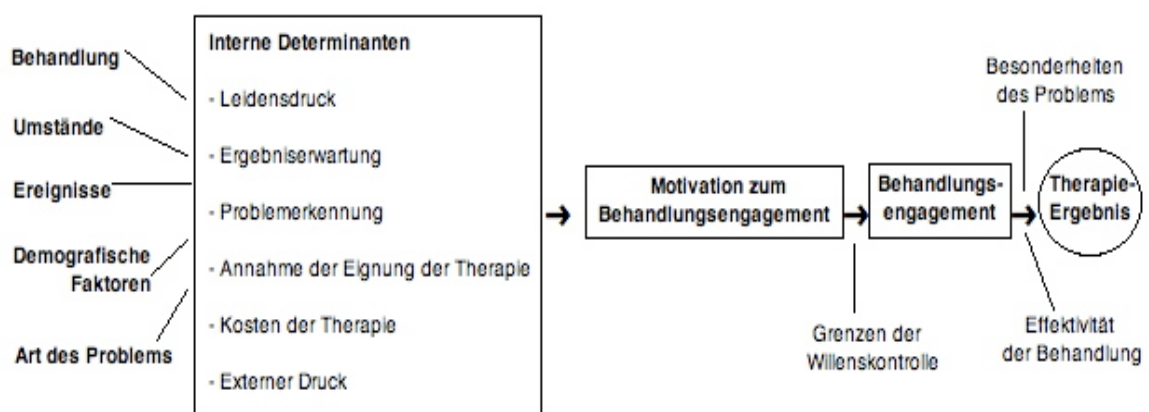 Behandlung
Umstände
Ereignisse
Demografische
Faktoren
Art des Problems
Interne Determinanten
- Leidensdruck
- Ergebniserwartung
- Problemerkennung
- Annahme der Eignung der Therapie
- Kosten der Therapie
- Externer Druck
Motivation zum
Behandlungsengagement
Grenzen der
Willenskontrolle
Behandlungs-
engagement
Besonderheiten
des Problems
Effektivität
der Behandlung
Therapie-
Ergebnis